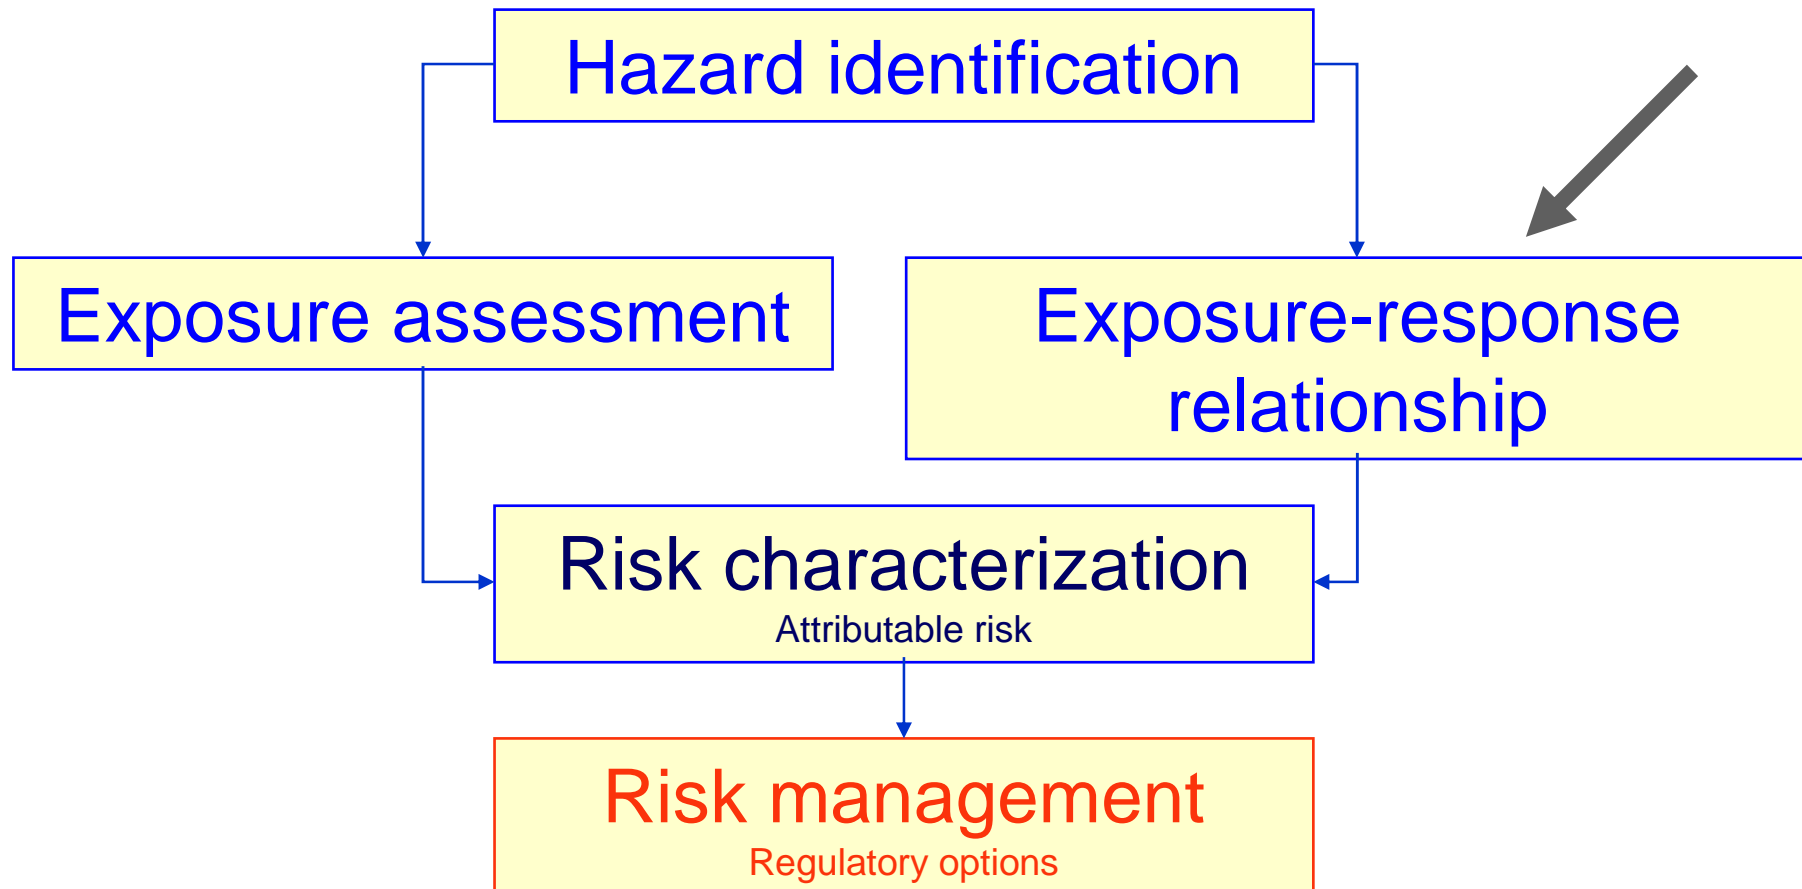 Hazard identification
Exposure assessment
Exposure-response
relationship
Risk characterization
Attributable risk
Risk management
Regulatory options